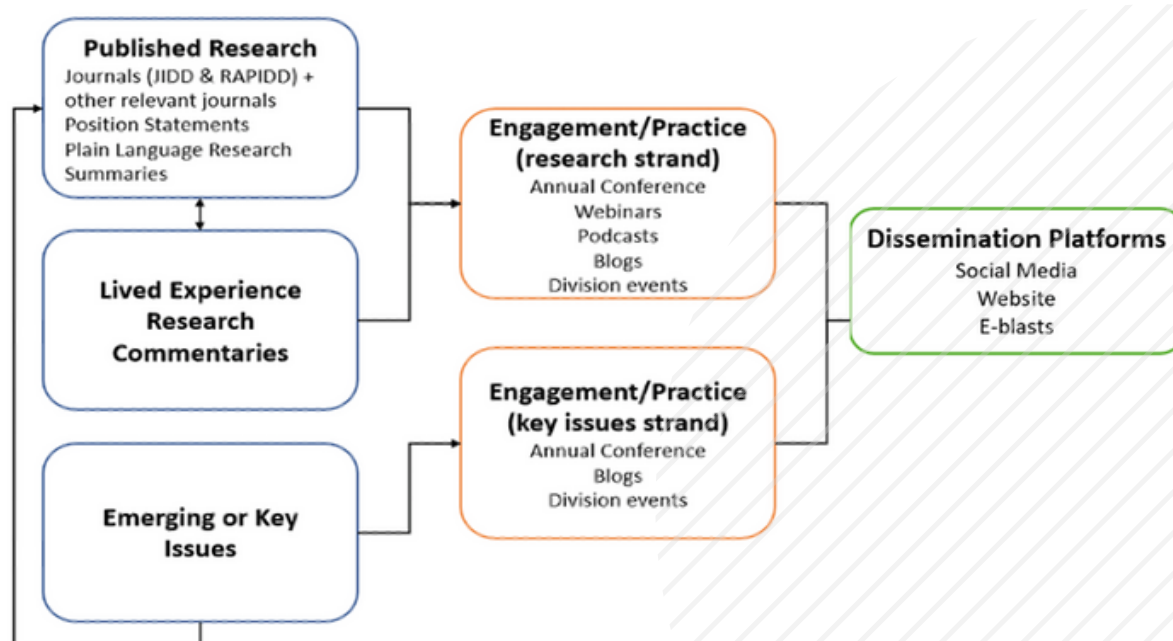 Published Research
Journals (JIDD & RAPIDD) +
other relevant journals
Position Statements
Plain Language Research
Summaries
Lived Experience
Research
Commentaries
Emerging or Key
Issues
Engagement/Practice
(research strand)
Annual Conference
Webinars
Podcasts
Blogs
Division events
Engagement/Practice
(key issues strand)
Annual Conference
Blogs
Division events
Dissemination Platforms
Social Media
Website
E-blasts